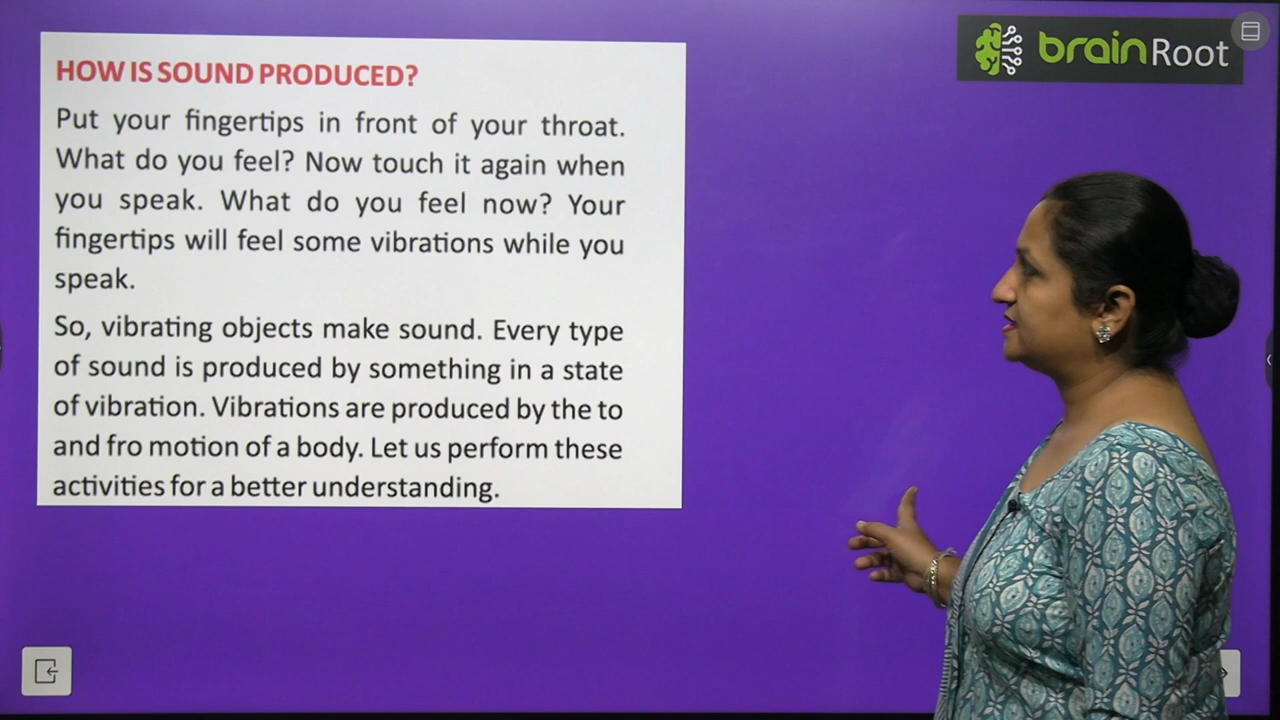 HOW IS SOUND PRODUCED?
Put your fingertips in front of your throat.
What do you feel? Now touch it again when
you speak. What do you feel now? Your
fingertips will feel some vibrations while you
speak.
So, vibrating objects make sound. Every type
of sound is produced by something in a state
of vibration. Vibrations are produced by the to
and fro motion of a body. Let us perform these
activities for a better understanding.
brainRoot